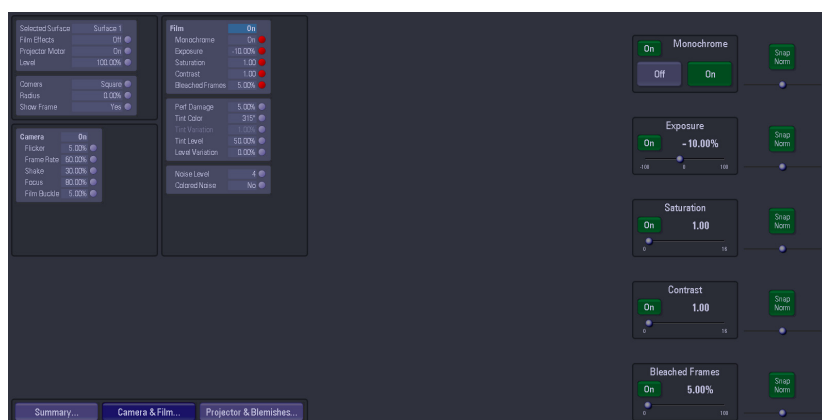 Selected Surface Surface 1
Film Effects Off
Projector Motor On
Level 100.00%
Corners Square
Radius 0.00%
Show Frame Yes
Camera On
Flicker 5.00%
Frame Rate 60.00%
Shake 30.00%
Focus 80.00%
Film Buckle 5.00%
Film On
Monochrome On
Exposure -10.00%
Saturation 1.00
Contrast 1.00
Bleached Frames 5.00%
Perf Damage 5.00%
Tint Color 315°
Tint Variation 1.00%
Tint Level 50.00%
Level Variation 0.00%
Noise Level 4
Colored Noise No
Monochrome
On
Off On
Snap
Norm
Exposure
On -10.00%
-100 0 100
Snap
Norm
Saturation
On 1.00
0 16
Snap
Norm
Contrast
On 1.00
0 16
Snap
Norm
Bleached Frames
On 5.00%
0 100
Snap
Norm
Summary... Camera & Film... Projector & Blemishes...